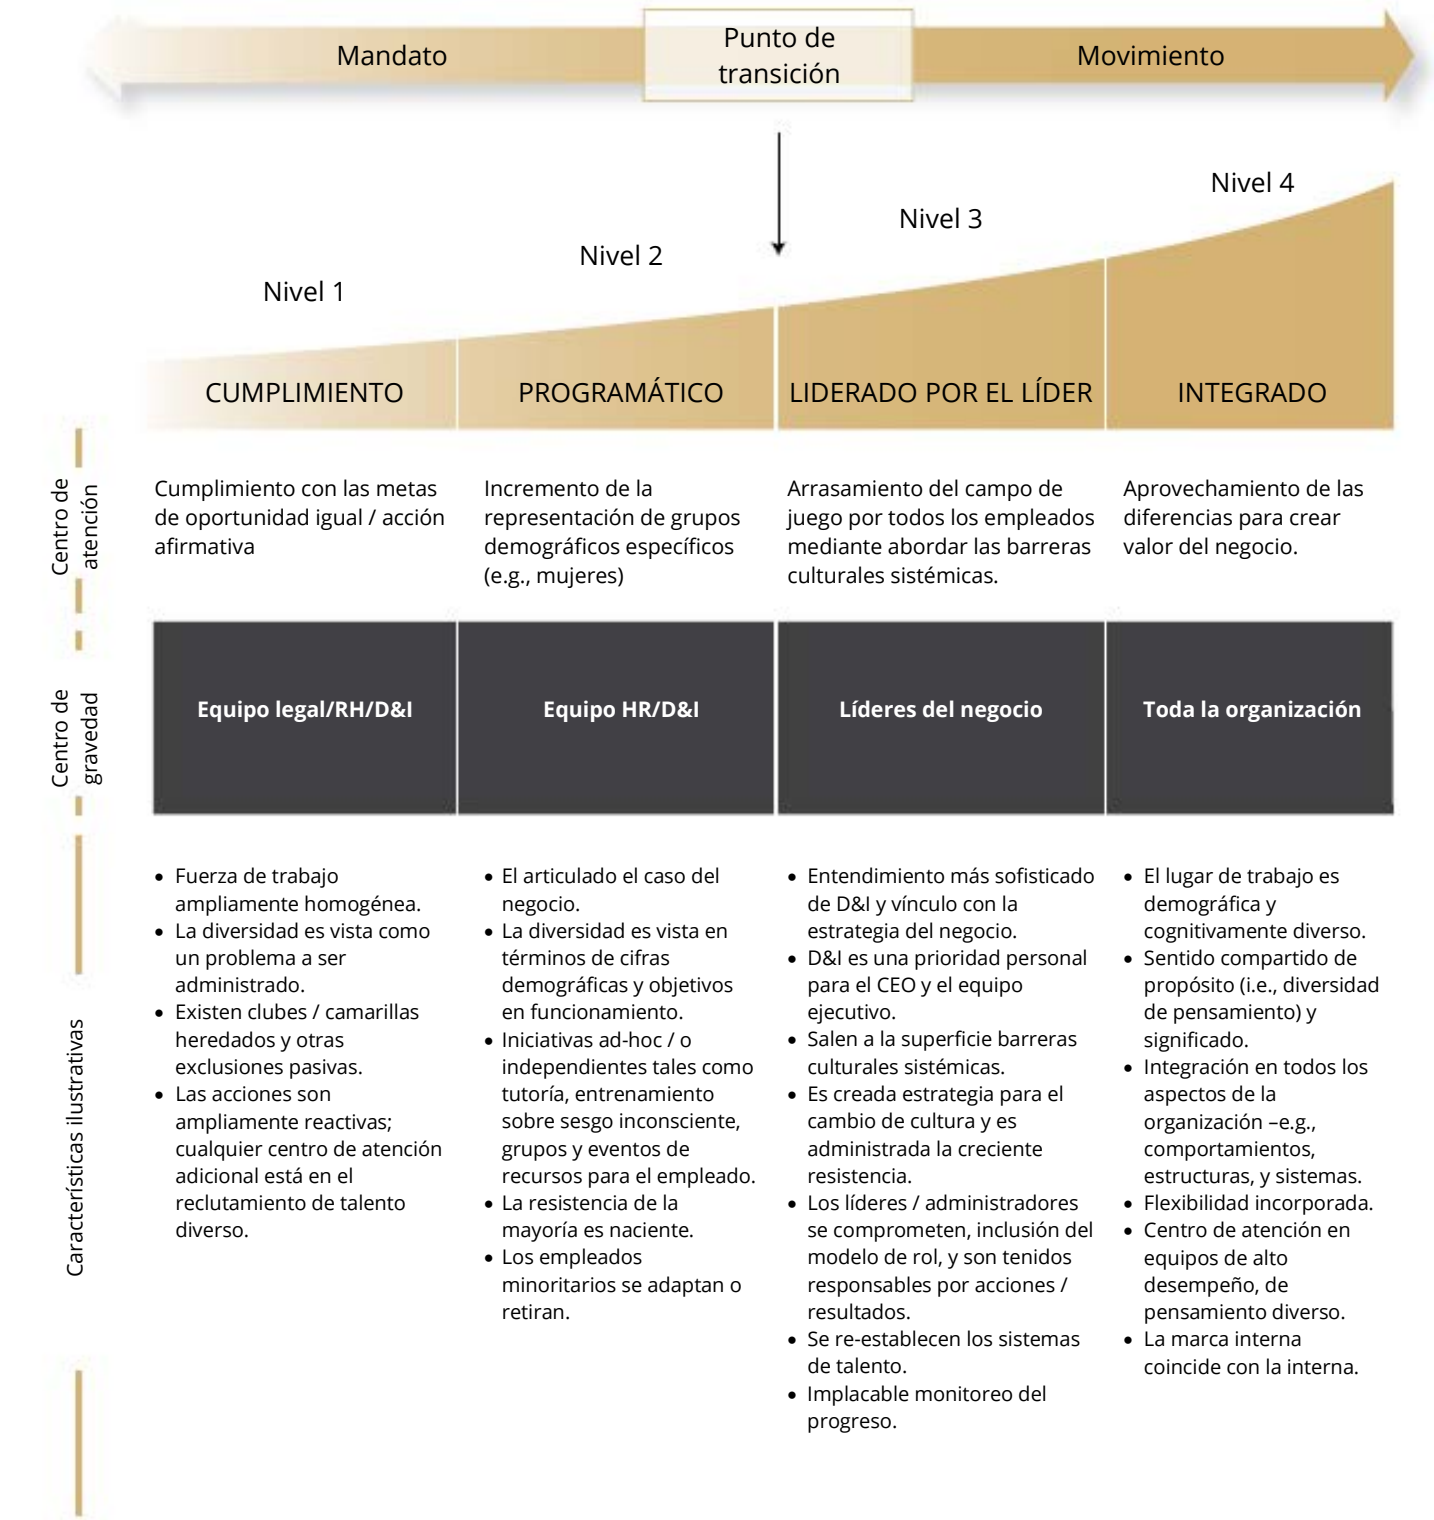 Mandato
Punto de
transición
Movimiento
Nivel 1
Nivel 2
Nivel 3
Nivel 4
CUMPLIMIENTO
PROGRAMÁTICO
LIDERADO POR EL LÍDER
INTEGRADO
Centro de
atención
Cumplimiento con las metas
de oportunidad igual / acción
afirmativa
Incremento de la
representación de grupos
demográficos específicos
(e.g., mujeres)
Arrasamiento del campo de
juego por todos los empleados
mediante abordar las barreras
culturales sistémicas.
Aprovechamiento de las
diferencias para crear
valor del negocio.
Centro de
gravedad
Equipo legal/RH/D&I
Equipo HR/D&I
Líderes del negocio
Toda la organización
Características ilustrativas
• Fuerza de trabajo
ampliamente homogénea.
• La diversidad es vista como
un problema a ser
administrado.
• Existen clubes / camarillas
heredados y otras
exclusiones pasivas.
• Las acciones son
ampliamente reactivas;
cualquier centro de atención
adicional está en el
reclutamiento de talento
diverso.
• El articulado el caso del
negocio.
• La diversidad es vista en
términos de cifras
demográficas y objetivos
en funcionamiento.
• Iniciativas ad-hoc / o
independientes tales como
tutoría, entrenamiento
sobre sesgo inconsciente,
grupos y eventos de
recursos para el empleado.
• La resistencia de la
mayoría es naciente.
• Los empleados
minoritarios se adaptan o
retiran.
• Entendimiento más sofisticado
de D&I y vínculo con la
estrategia del negocio.
• D&I es una prioridad personal
para el CEO y el equipo
ejecutivo.
• Salen a la superficie barreras
culturales sistémicas.
• Es creada estrategia para el
cambio de cultura y es
administrada la creciente
resistencia.
• Los líderes / administradores
se comprometen, inclusión del
modelo de rol, y son tenidos
responsables por acciones /
resultados.
• Se re-establecen los sistemas
de talento.
• Implacable monitoreo del
progreso.
• El lugar de trabajo es
demográfica y
cognitivamente diverso.
• Sentido compartido de
propósito (i.e., diversidad
de pensamiento) y
significado.
• Integración en todos los
aspectos de la
organización –e.g.,
comportamientos,
estructuras, y sistemas.
• Flexibilidad incorporada.
• Centro de atención en
equipos de alto
desempeño, de
pensamiento diverso.
• La marca interna
coincide con la interna.